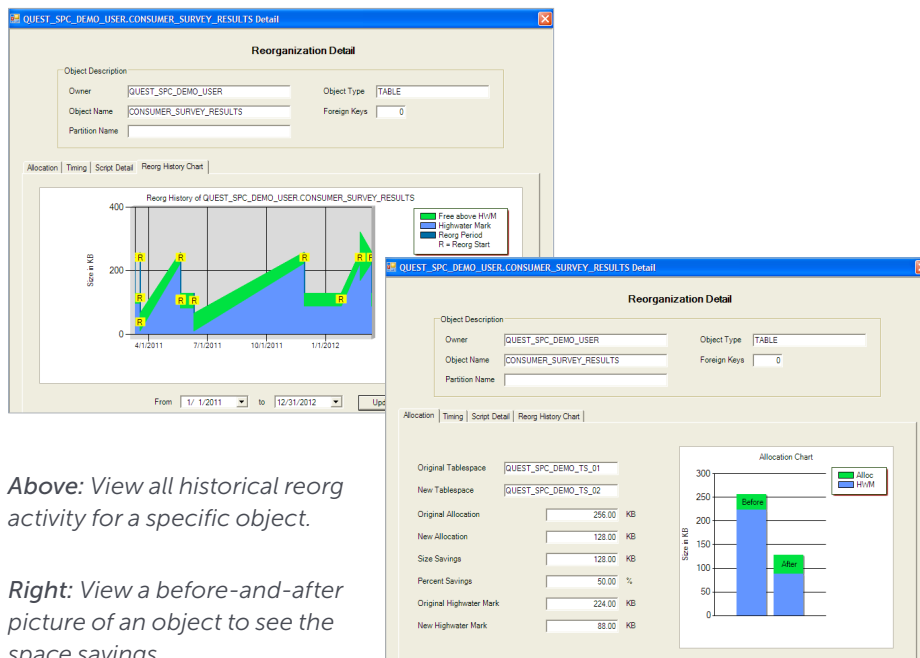 QUEST_SPC_DEMO_USER.CONSUMER_SURVEY_RESULTS Detail
Reorganization Detail
Object Description
Owner QUEST_SPC_DEMO_USER Object Type TABLE
Object Name CONSUMER_SURVEY_RESULTS Foreign Keys 0
Partition Name
Allocation Timing Script Detail Reorg History Chart
Reorg History of QUEST_SPC_DEMO_USER.CONSUMER_SURVEY_RESULTS
400
200
0
Size in KB
R R R R R
R R R R
R
4/1/2011 7/1/2011 10/1/2011 1/1/2012
Free above HWM
Highwater Mark
Reorg Period
R = Reorg Start
From 1/ 1/2011 to 12/31/2012
QUEST_SPC_DEMO_USER.CONSUMER_SURVEY_RESULTS Detail
Reorganization Detail
Object Description
Owner QUEST_SPC_DEMO_USER Object Type TABLE
Object Name CONSUMER_SURVEY_RESULTS Foreign Keys 0
Partition Name
Allocation Timing Script Detail Reorg History Chart
Original Tablespace QUEST_SPC_DEMO_TS_01
New Tablespace QUEST_SPC_DEMO_TS_02
Original Allocation 256.00 KB
New Allocation 128.00 KB
Size Savings 128.00 KB
Percent Savings 50.00 %
Original Highwater Mark 224.00 KB
New Highwater Mark 88.00 KB
Allocation Chart
300
250
200
150
100
50
0
Size in KB
Before
After
Alloc
HWM
Above: View all historical reorg
activity for a specific object.
Right: View a before-and-after
picture of an object to see the
space savings